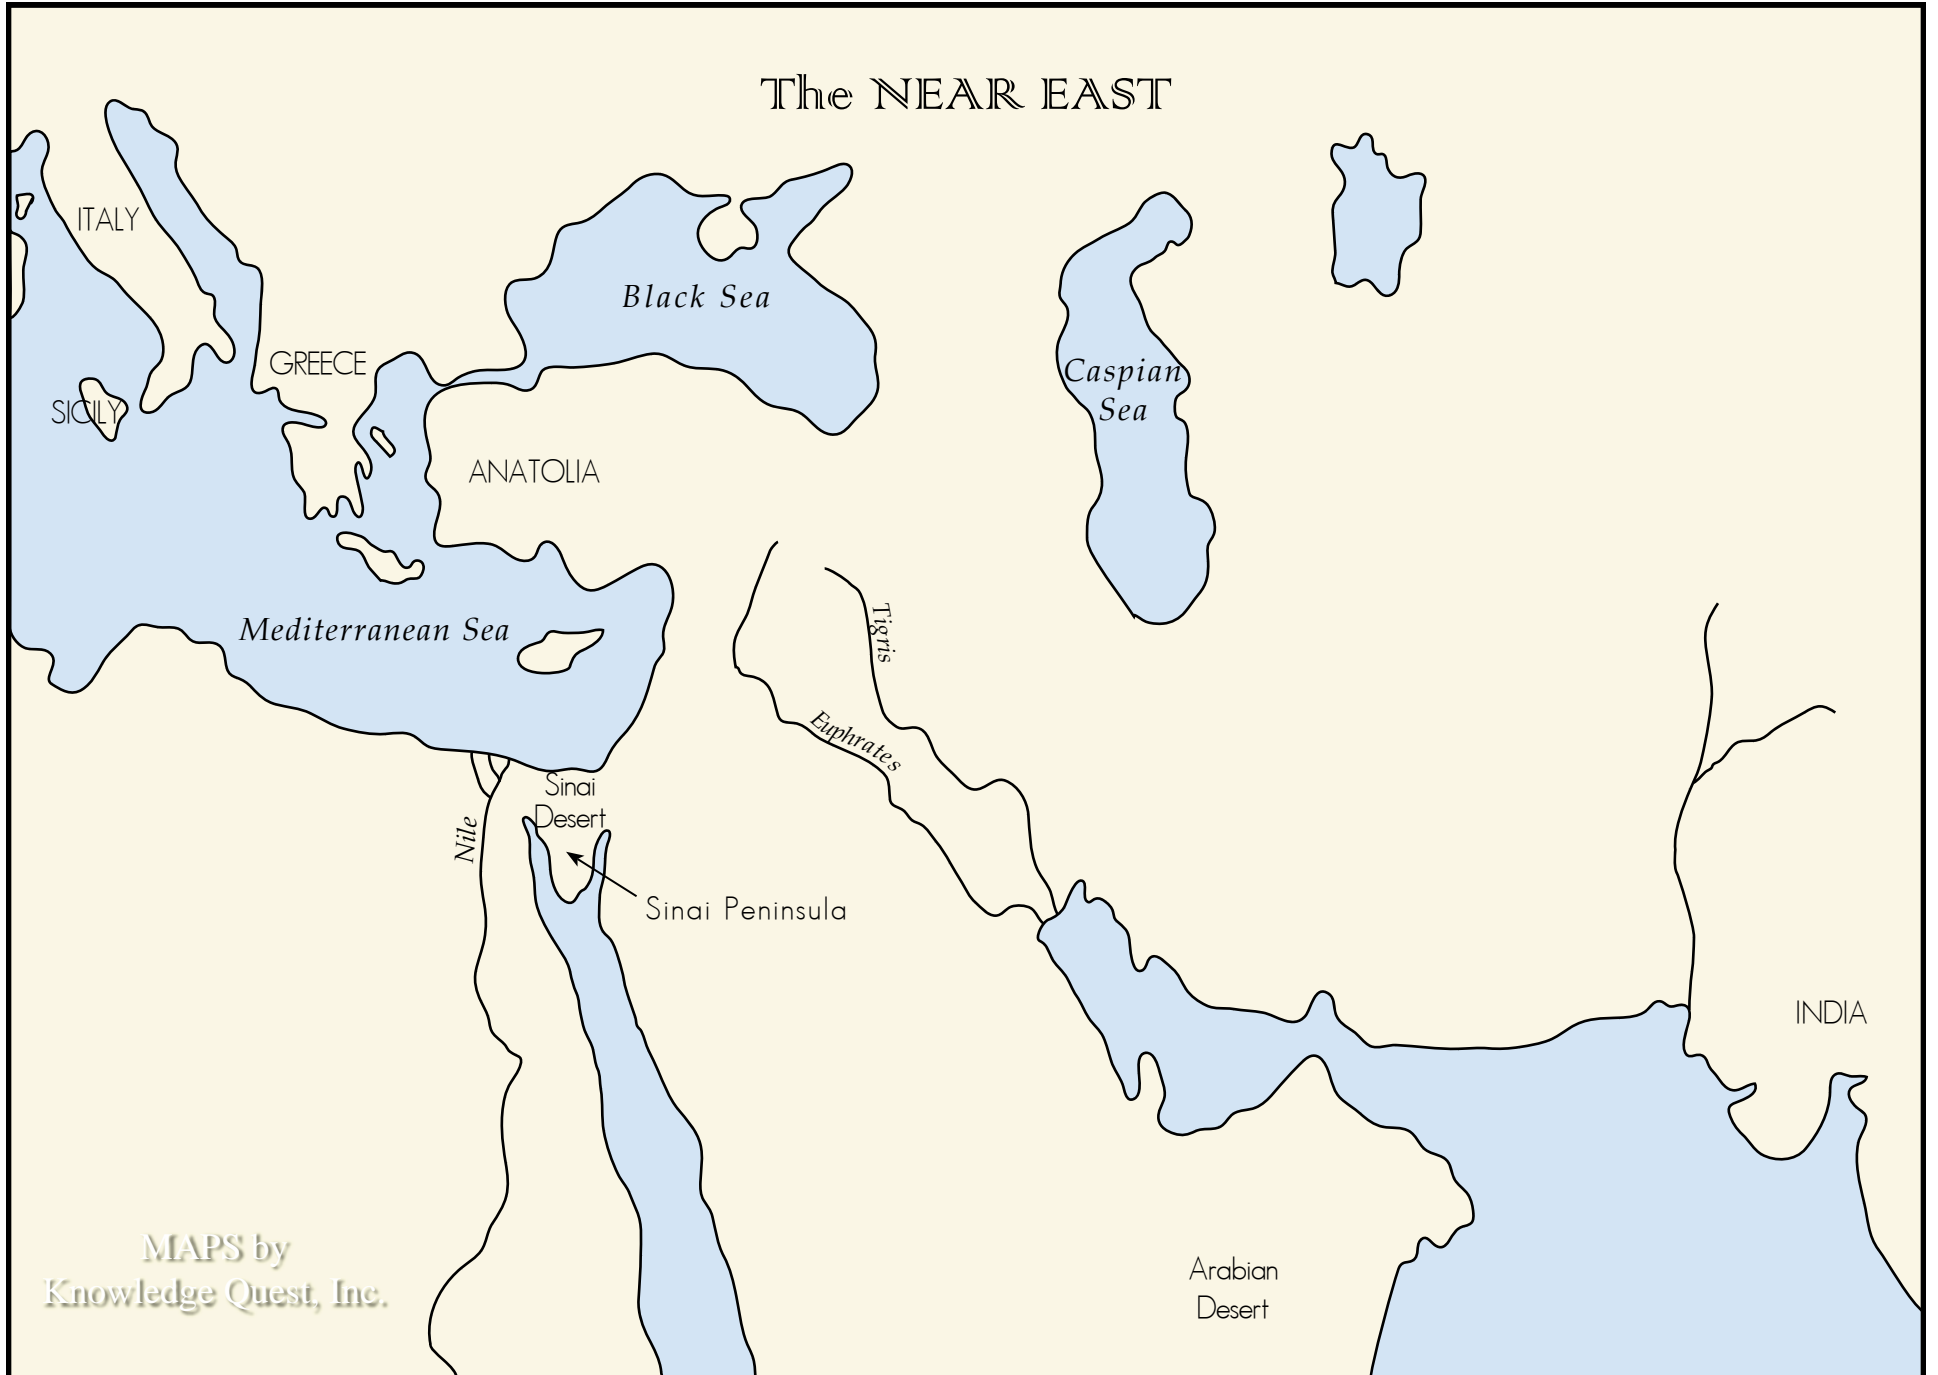 The NEAR EAST
ITALY
Black Sea
GREECE
Caspian
Sea
SICILY
ANATOLIA
Mediterranean Sea
Tigris
Euphrates
Sinai
Desert
Nile
Sinai Peninsula
INDIA
MAPS by
Knowledge Quest, Inc.
Arabian
Desert